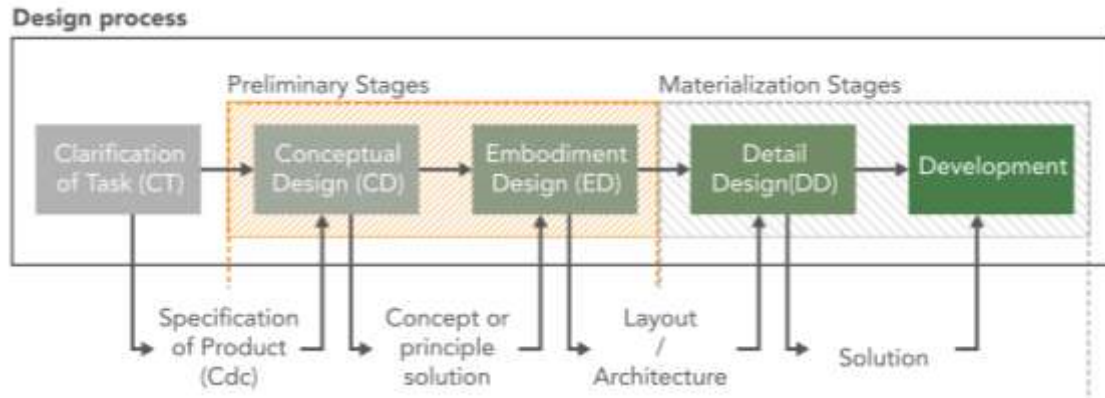 Design process
Preliminary Stages
Materialization Stages
Clarification
of Task (CT)
Conceptual
Design (CD)
Embodiment
Design (ED)
Detail
Design(DD)
Development
Specification
of Product
(Cdc)
Concept or
principle
solution
Layout
/
Architecture
Solution